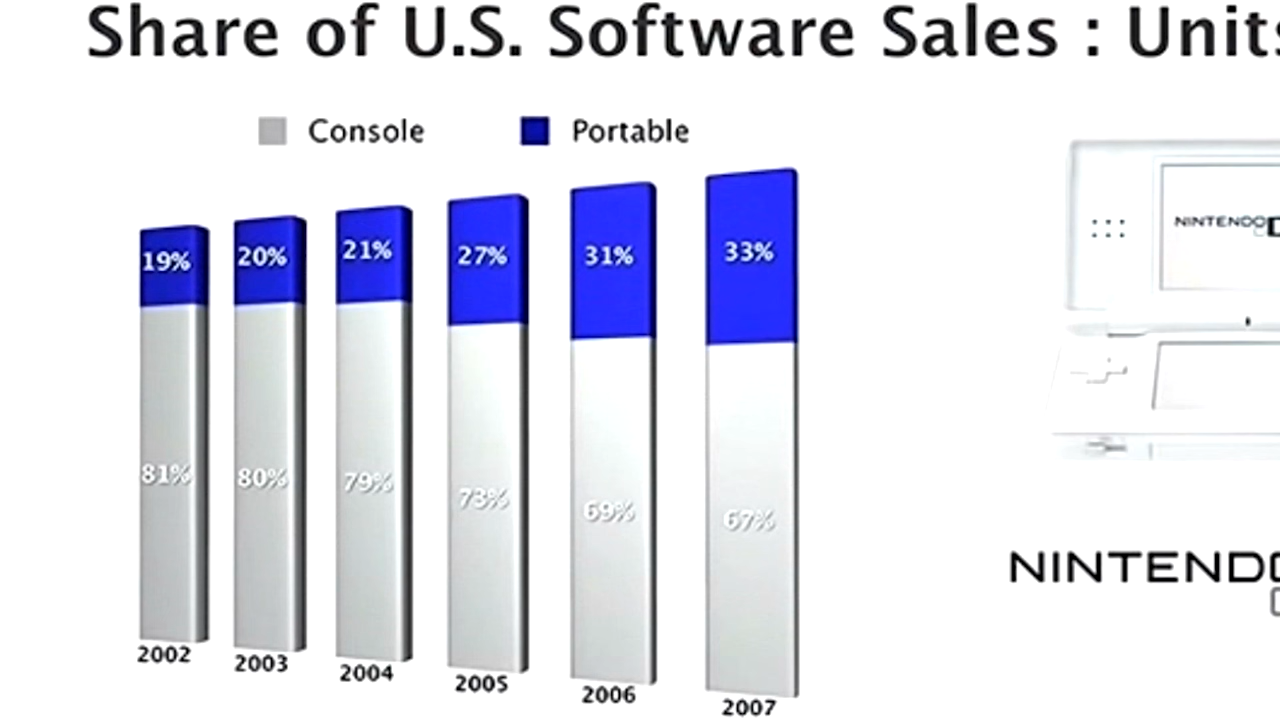 Share of U.S. Software Sales : Units
Console Portable
19% 20% 21% 27% 31% 33%
81% 80% 79% 73% 69% 67%
2002 2003 2004 2005 2006 2007
NINTENDO
NINTENDO